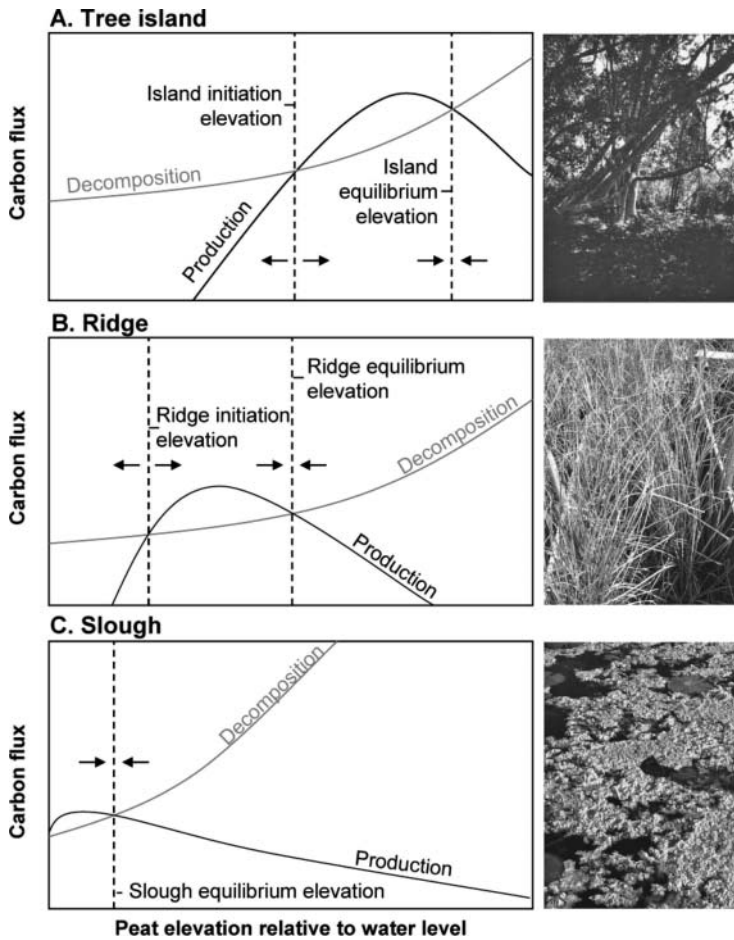 A. Tree island
Carbon flux
Island initiation
elevation
Decomposition
Production
Island
equilibrium
elevation
B. Ridge
Carbon flux
Ridge equilibrium
elevation
Ridge initiation
elevation
Decomposition
Production
C. Slough
Carbon flux
Decomposition
Production
Slough equilibrium elevation
Peat elevation relative to water level